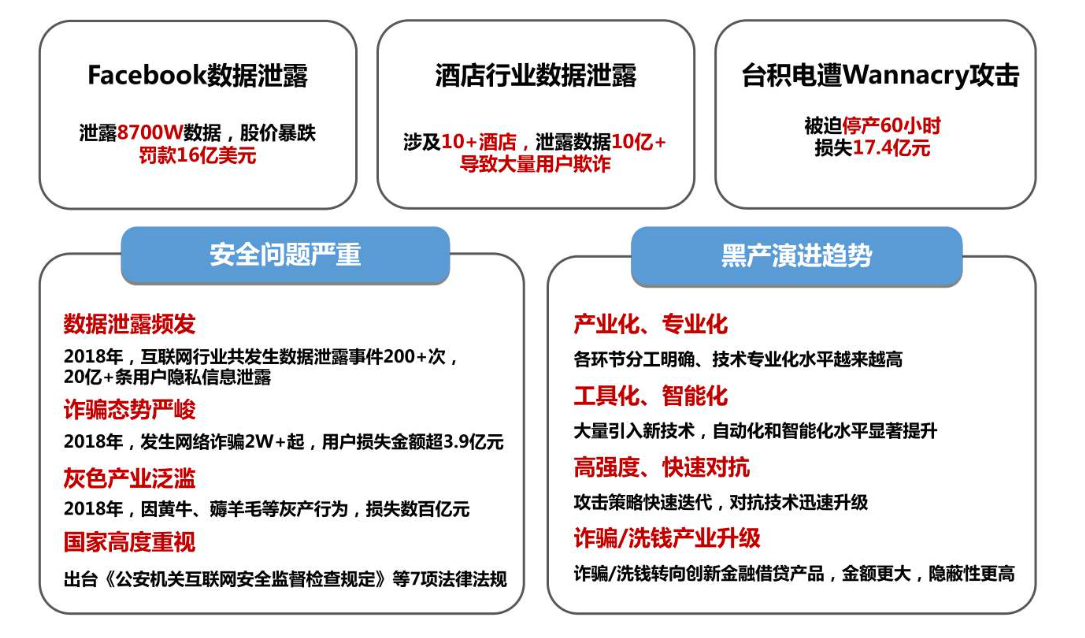 Facebook数据泄露
泄露8700W数据，股价暴跌
罚款16亿美元
酒店行业数据泄露
涉及10+酒店，泄露数据10亿+
导致大量用户欺诈
台积电遭Wannacry攻击
被迫停产60小时
损失17.4亿元
安全问题严重
数据泄露频发
2018年，互联网行业共发生数据泄露事件200+次，
20亿+条用户隐私信息泄露
诈骗态势严峻
2018年，发生网络诈骗2W+起，用户损失金额超3.9亿元
灰色产业泛滥
2018年，因黄牛、薅羊毛等灰产行为，损失数百亿元
国家高度重视
出台《公安机关互联网安全监督检查规定》等7项法律法规
黑产演进趋势
产业化、专业化
各环节分工明确、技术专业化水平越来越高
工具化、智能化
大量引入新技术，自动化和智能化水平显著提升
高强度、快速对抗
攻击策略快速迭代，对抗技术迅速升级
诈骗/洗钱产业升级
诈骗/洗钱转向创新金融借贷产品，金额更大，隐蔽性更高